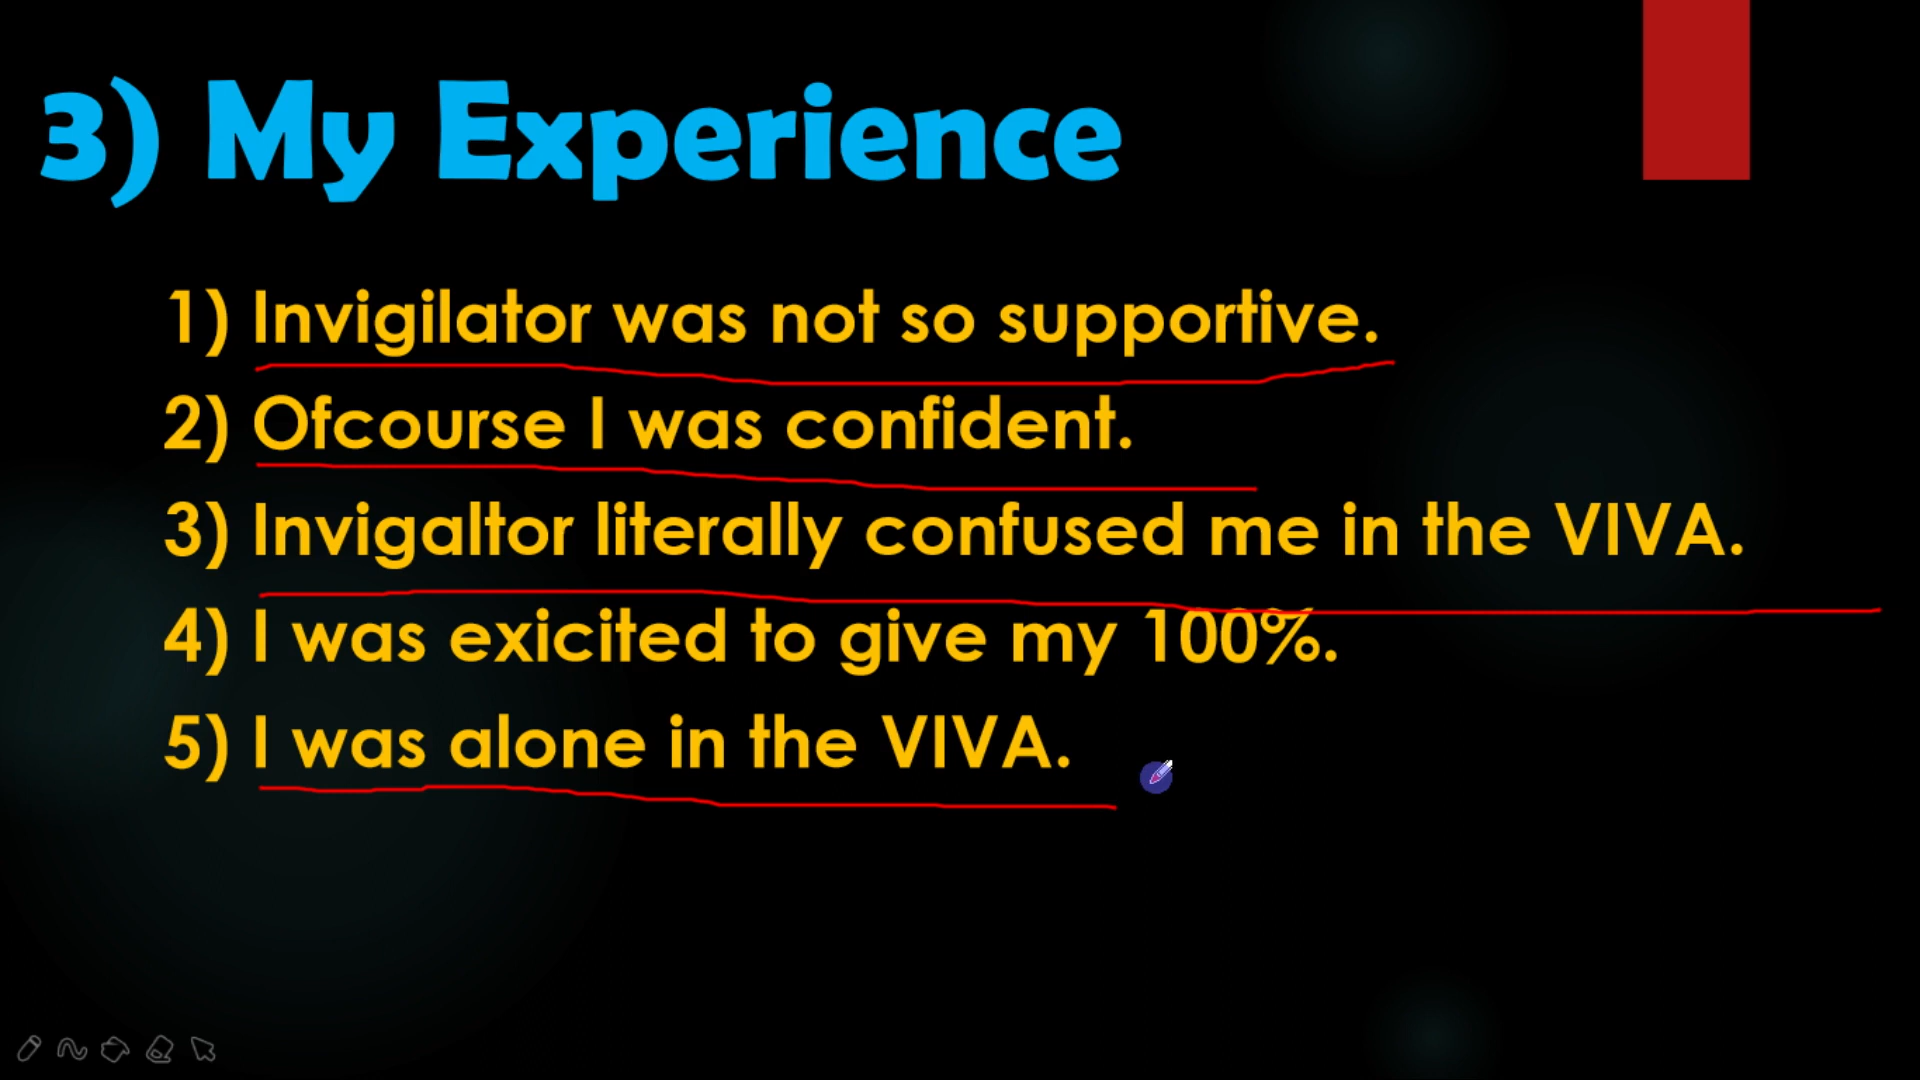 3) My Experience
1) Invigilator was not so supportive.
2) Ofcourse I was confident.
3) Invigaltor literally confused me in the VIVA.
4) I was exicited to give my 100%.
5) I was alone in the VIVA.